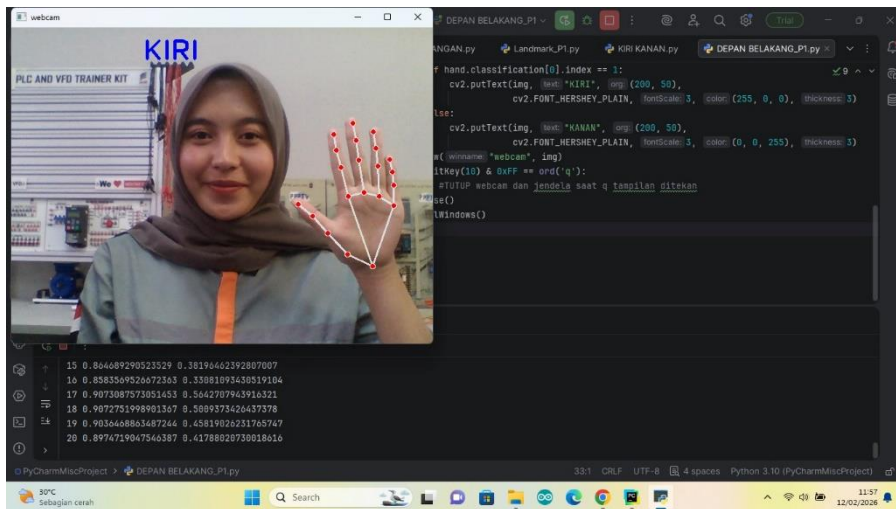 webcam
KIRI
PLC AND VFD TRAINER KIT
We
DEPAN BELAKANG_P1
Trial
ANGAN.py
Landmark_P1.py
KIRI KANAN.py
DEPAN BELAKANG_P1.py
f hand.classification[0].index == 1:
9
cv2.putText(img, text: "KIRI", org: (200, 50),
cv2.FONT_HERSHEY_PLAIN, fontScale: 3, color: (255, 0, 0), thickness: 3)
lse:
cv2.putText(img, text: "KANAN", org: (200, 50),
cv2.FONT_HERSHEY_PLAIN, fontScale: 3, color: (0, 0, 255), thickness: 3)
w( winname: "webcam", img)
itKey(10) & 0xFF == ord('q'):
#TUTUP webcam dan jendela saat q tampilan ditekan
se()
lWindows()
15 0.864689290523529 0.38196462392807007
16 0.8583569526672363 0.33081093430519104
17 0.9073087573051453 0.5642707943916321
18 0.9072751998901367 0.5009373426437378
19 0.9036468863487244 0.45819026231765747
20 0.8974719047546387 0.41788020730018616
PyCharmMiscProject > DEPAN BELAKANG_P1.py
33:1 CRLF UTF-8 4 spaces Python 3.10 (PyCharmMiscProject)
30°C
Sebagian cerah
Search
11:57
12/02/2026